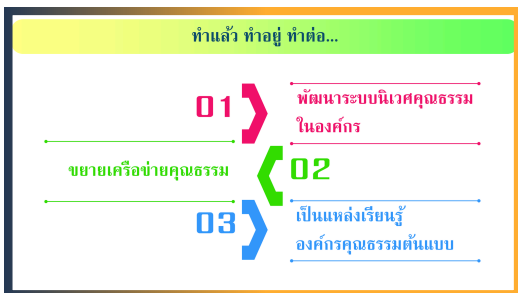 ทำแล้ว ทำอยู่ ทำต่อ...
01
พัฒนาระบบนิเวศคุณธรรม
ในองค์กร
ขยายเครือข่ายคุณธรรม
02
03
เป็นแหล่งเรียนรู้
องค์กรคุณธรรมต้นแบบ